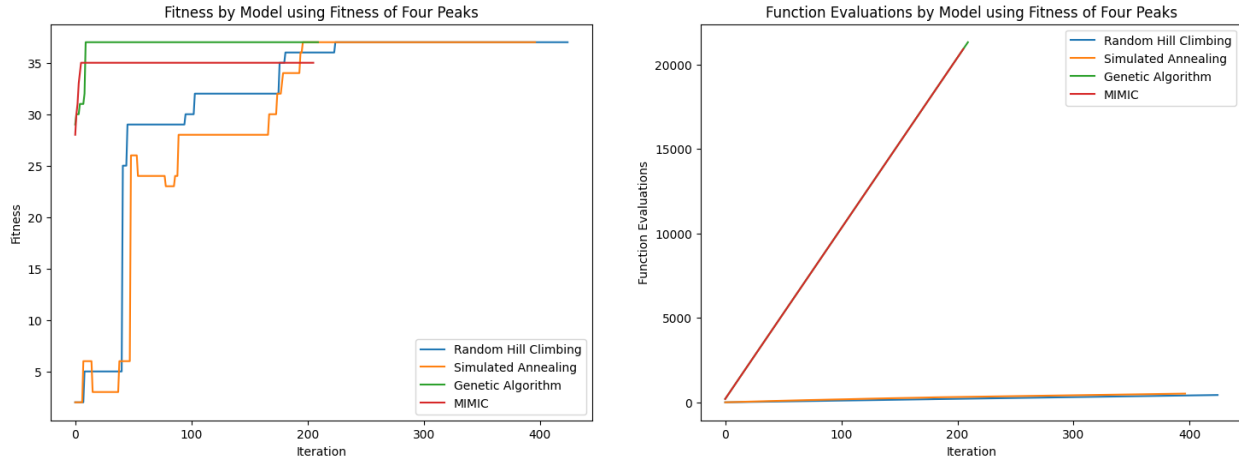 Fitness by Model using Fitness of Four Peaks
35
30
25
20
15
10
5
Fitness
0
100
200
300
400
Iteration
Random Hill Climbing
Simulated Annealing
Genetic Algorithm
MIMIC
Function Evaluations by Model using Fitness of Four Peaks
20000
15000
10000
5000
0
Function Evaluations
0
100
200
300
400
Iteration
Random Hill Climbing
Simulated Annealing
Genetic Algorithm
MIMIC